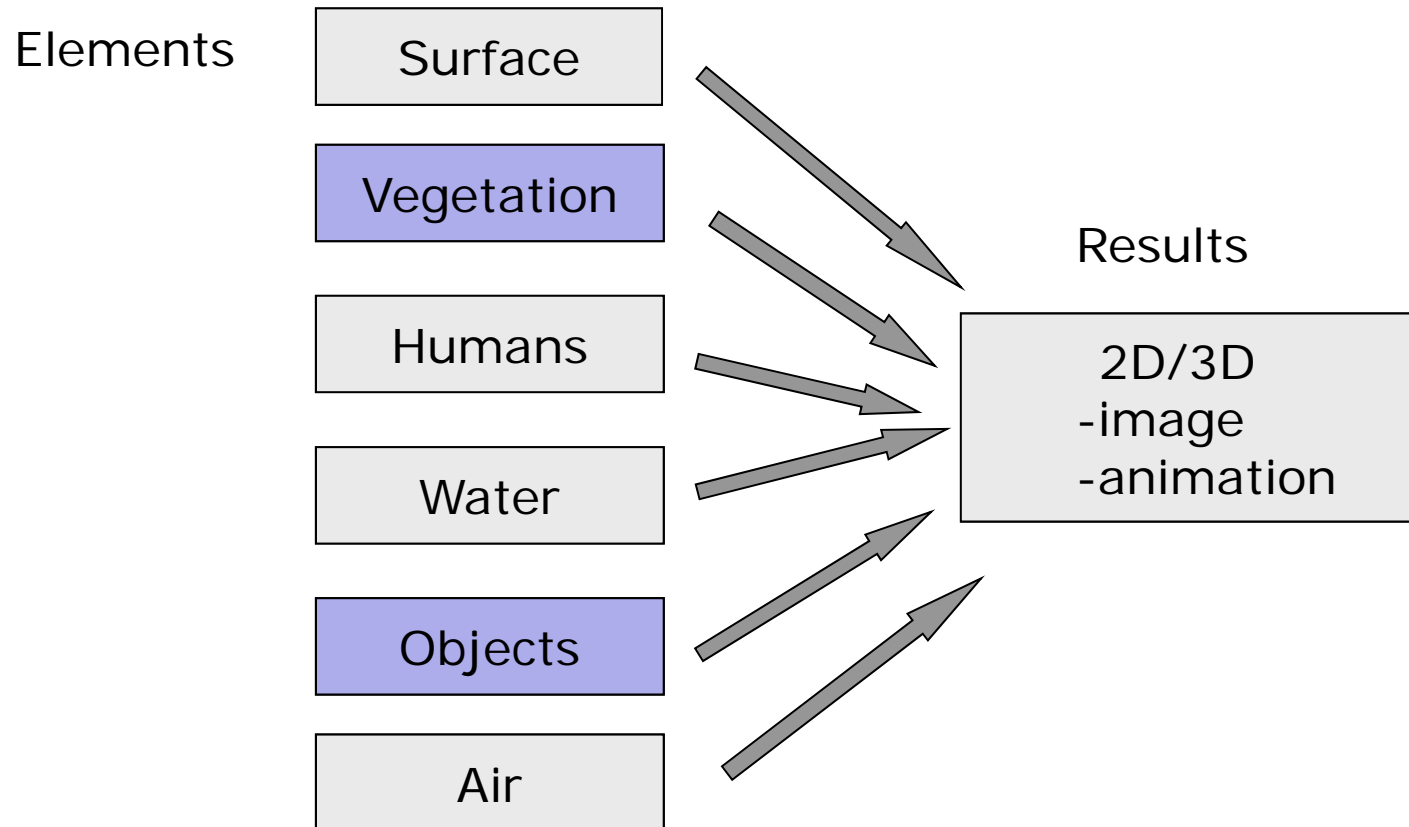 Elements
Surface
Vegetation
Humans
Water
Objects
Air
Results
2D/3D
-image
-animation